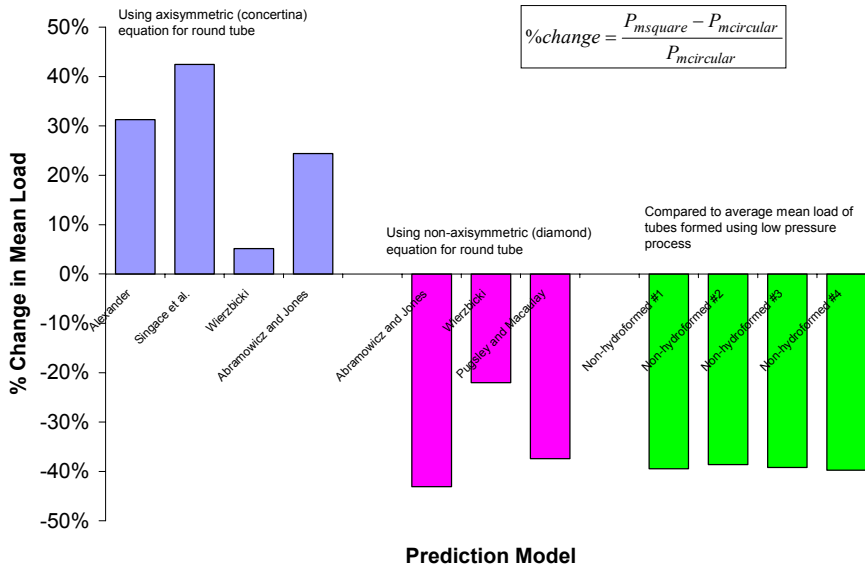 Using axisymmetric (concertina)
equation for round tube
%change = (P_msquare − P_mcircular) / P_mcircular
50%
40%
30%
20%
10%
0%
-10%
-20%
-30%
-40%
-50%
% Change in Mean Load
Using non-axisymmetric (diamond)
equation for round tube
Compared to average mean load of
tubes formed using low pressure
process
Alexander
Singace et al.
Wierzbicki
Abramowicz and Jones
Abramowicz and Jones
Wierzbicki
Pugsley and Macaulay
Non-hydroformed #1
Non-hydroformed #2
Non-hydroformed #3
Non-hydroformed #4
Prediction Model